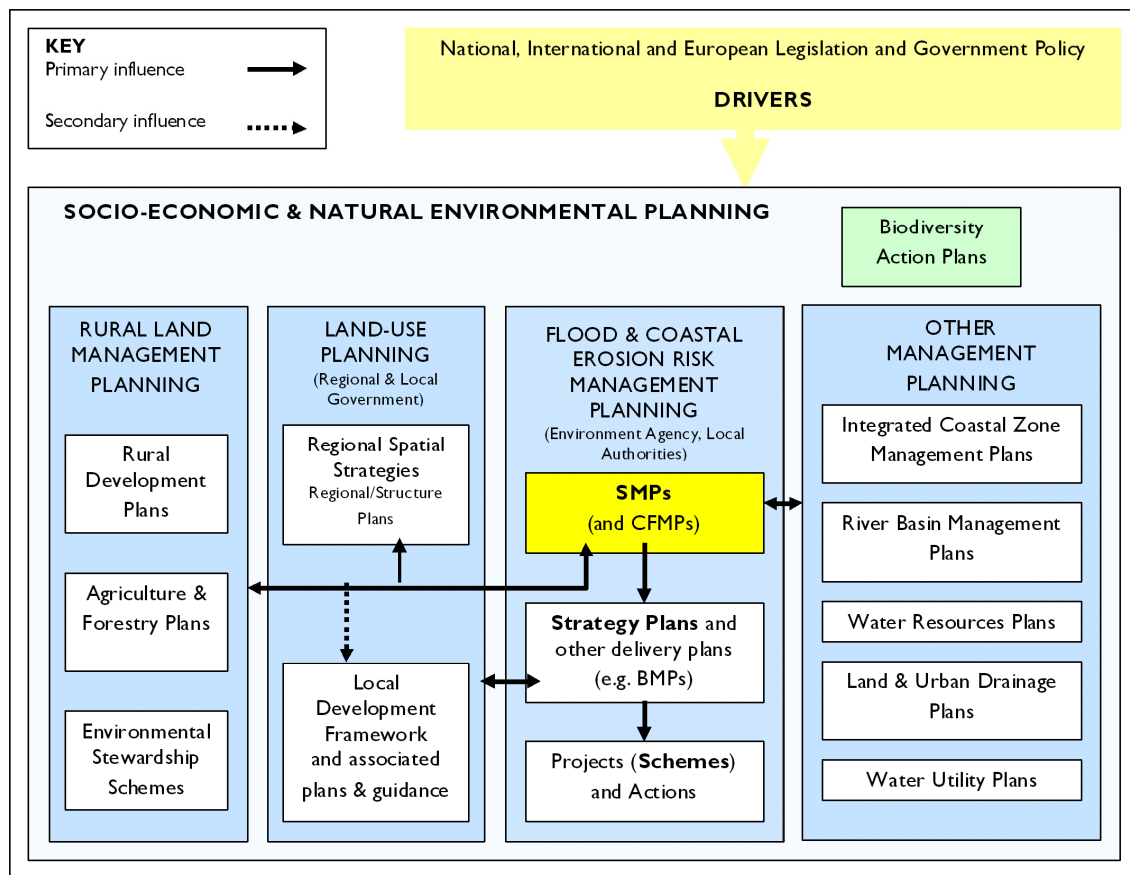 KEY
Primary influence
Secondary influence
National, International and European Legislation and Government Policy
DRIVERS
SOCIO-ECONOMIC & NATURAL ENVIRONMENTAL PLANNING
Biodiversity
Action Plans
RURAL LAND
MANAGEMENT
PLANNING
Rural
Development
Plans
Agriculture &
Forestry Plans
Environmental
Stewardship
Schemes
LAND-USE
PLANNING
(Regional & Local
Government)
Regional Spatial
Strategies
Regional/Structure
Plans
Local
Development
Framework
and associated
plans & guidance
FLOOD & COASTAL
EROSION RISK
MANAGEMENT
PLANNING
(Environment Agency, Local
Authorities)
SMPs
(and CFMPs)
Strategy Plans and
other delivery plans
(e.g. BMPs)
Projects (Schemes)
and Actions
OTHER
MANAGEMENT
PLANNING
Integrated Coastal Zone
Management Plans
River Basin Management
Plans
Water Resources Plans
Land & Urban Drainage
Plans
Water Utility Plans